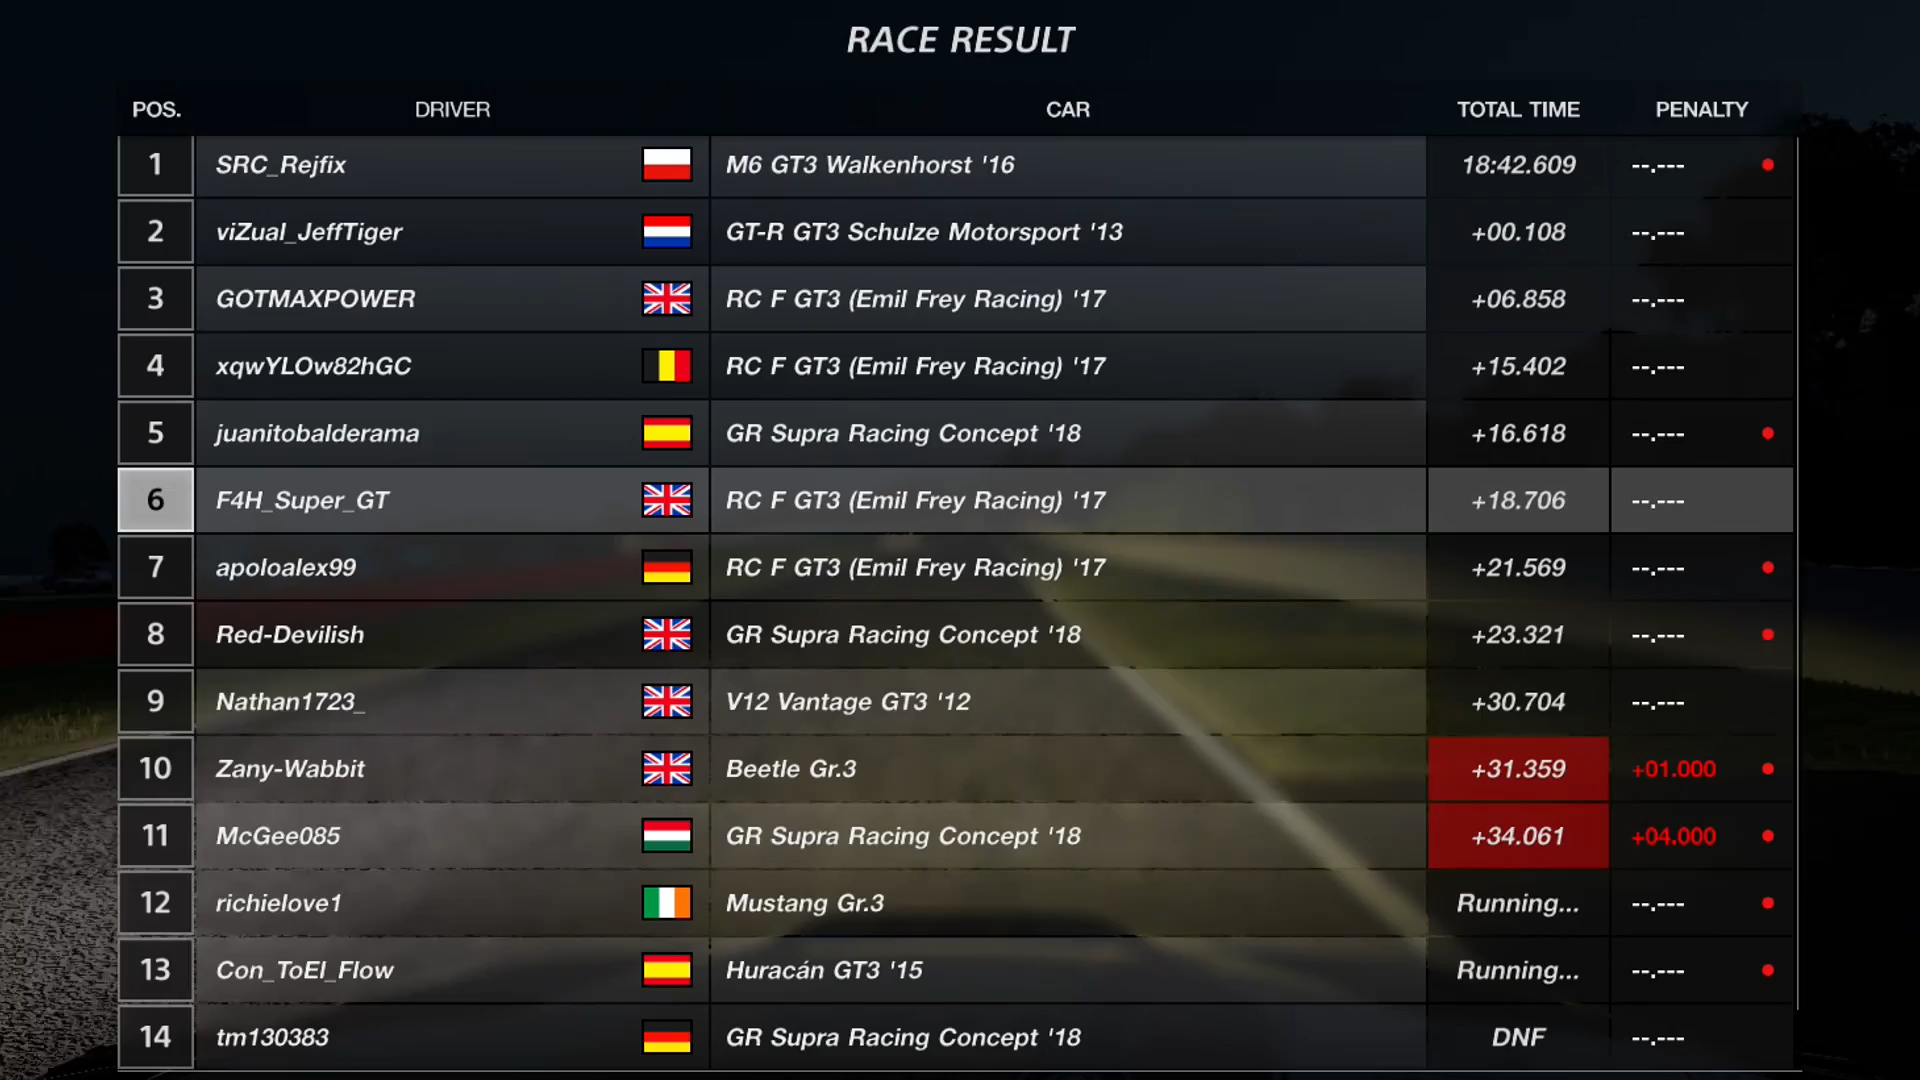 RACE RESULT
POS. DRIVER CAR TOTAL TIME PENALTY
1 SRC_Rejfix M6 GT3 Walkenhorst '16 18:42.609 --.---
2 viZual_JeffTiger GT-R GT3 Schulze Motorsport '13 +00.108 --.---
3 GOTMAXPOWER RC F GT3 (Emil Frey Racing) '17 +06.858 --.---
4 xqwYLOw82hGC RC F GT3 (Emil Frey Racing) '17 +15.402 --.---
5 juanitobalderama GR Supra Racing Concept '18 +16.618 --.---
6 F4H_Super_GT RC F GT3 (Emil Frey Racing) '17 +18.706 --.---
7 apoloalex99 RC F GT3 (Emil Frey Racing) '17 +21.569 --.---
8 Red-Devilish GR Supra Racing Concept '18 +23.321 --.---
9 Nathan1723_ V12 Vantage GT3 '12 +30.704 --.---
10 Zany-Wabbit Beetle Gr.3 +31.359 +01.000
11 McGee085 GR Supra Racing Concept '18 +34.061 +04.000
12 richielove1 Mustang Gr.3 Running... --.---
13 Con_ToEl_Flow Huracán GT3 '15 Running... --.---
14 tm130383 GR Supra Racing Concept '18 DNF --.---